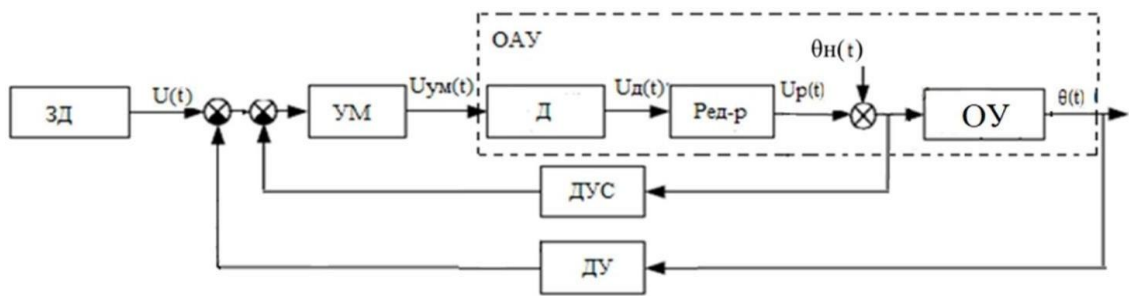 ОАУ
θн(t)
ЗД
U(t)
УМ
Uум(t)
Д
Uд(t)
Ред-р
Uр(t)
ОУ
θ(t)
ДУС
ДУ